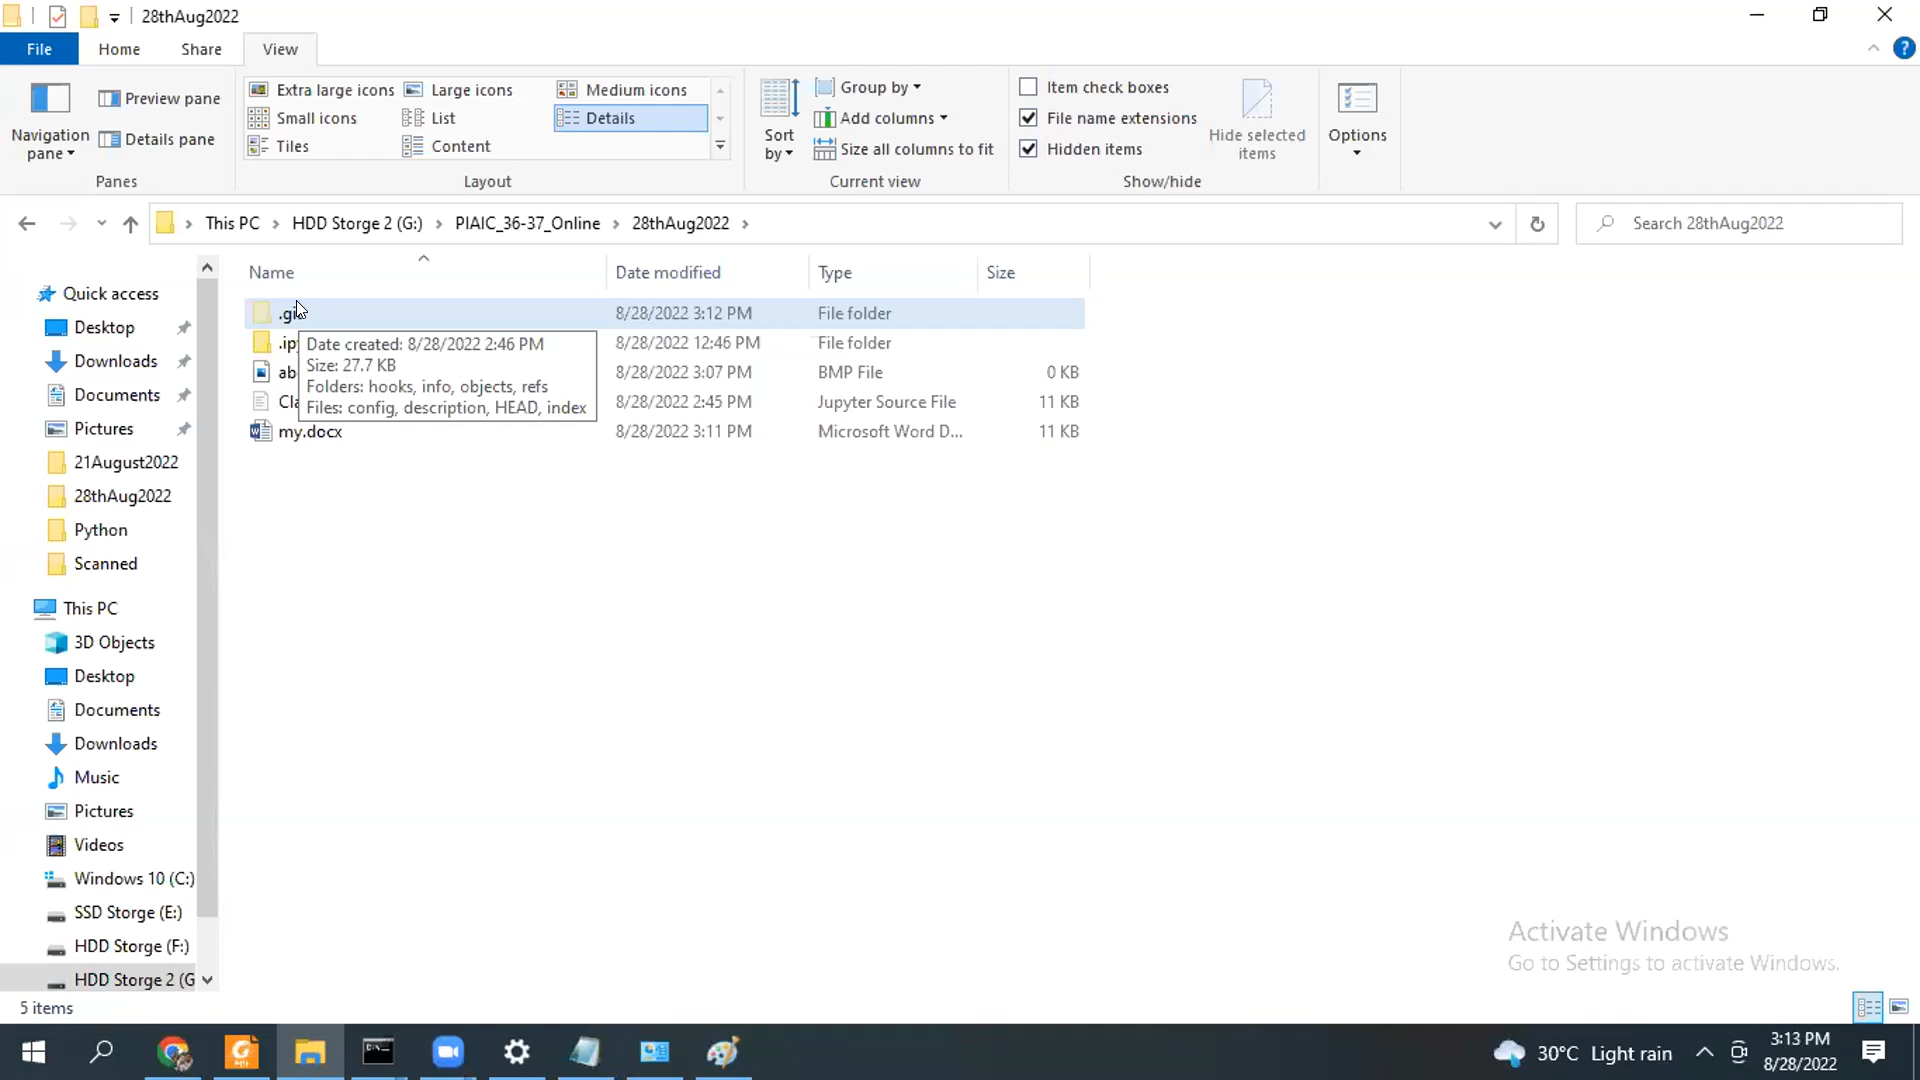 28thAug2022
File Home Share View
Navigation pane
Preview pane
Details pane
Panes
Extra large icons Large icons Medium icons
Small icons List Details
Tiles Content
Layout
Sort by
Group by
Add columns
Size all columns to fit
Current view
Item check boxes
File name extensions
Hidden items
Hide selected items
Show/hide
Options
This PC HDD Storge 2 (G:) PIAIC_36-37_Online 28thAug2022
Search 28thAug2022
Name Date modified Type Size
8/28/2022 3:12 PM File folder
8/28/2022 12:46 PM File folder
8/28/2022 3:07 PM BMP File 0 KB
8/28/2022 2:45 PM Jupyter Source File 11 KB
my.docx 8/28/2022 3:11 PM Microsoft Word D... 11 KB
Date created: 8/28/2022 2:46 PM
Size: 27.7 KB
Folders: hooks, info, objects, refs
Files: config, description, HEAD, index
Quick access
Desktop
Downloads
Documents
Pictures
21August2022
28thAug2022
Python
Scanned
This PC
3D Objects
Desktop
Documents
Downloads
Music
Pictures
Videos
Windows 10 (C:)
SSD Storge (E:)
HDD Storge (F:)
HDD Storge 2 (G
5 items
Activate Windows
Go to Settings to activate Windows.
30°C Light rain
3:13 PM
8/28/2022